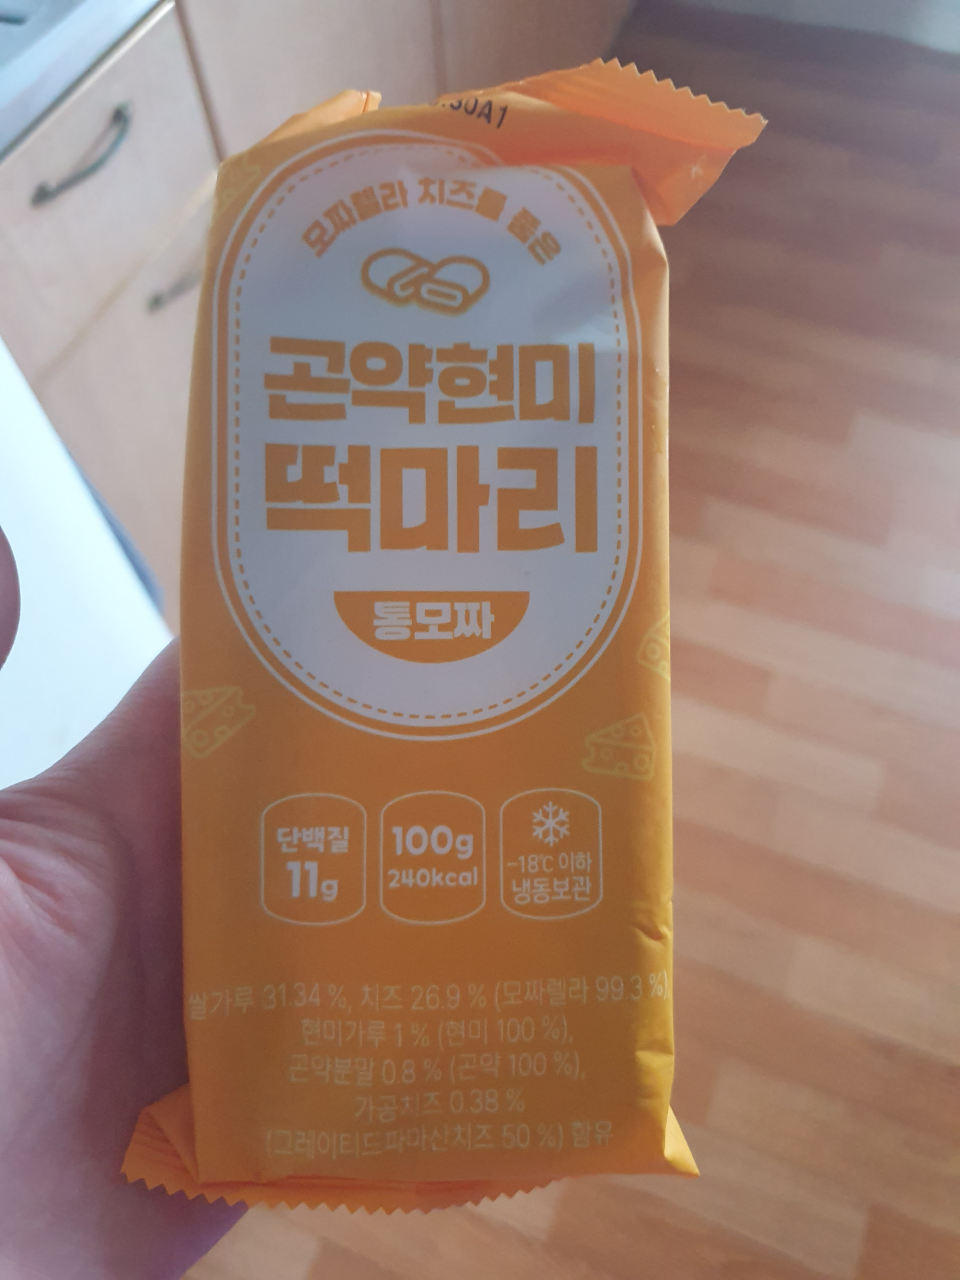 30A1
모짜렐라 치즈를 품은
곤약현미
떡마리
통모짜
단백질
11g
100g
240kcal
-18℃ 이하
냉동보관
쌀가루 31.34 %, 치즈 26.9 % (모짜렐라 99.3 %),
현미가루 1 % (현미 100 %),
곤약분말 0.8 % (곤약 100 %),
가공치즈 0.38 %
(그레이티드파마산치즈 50 %) 함유